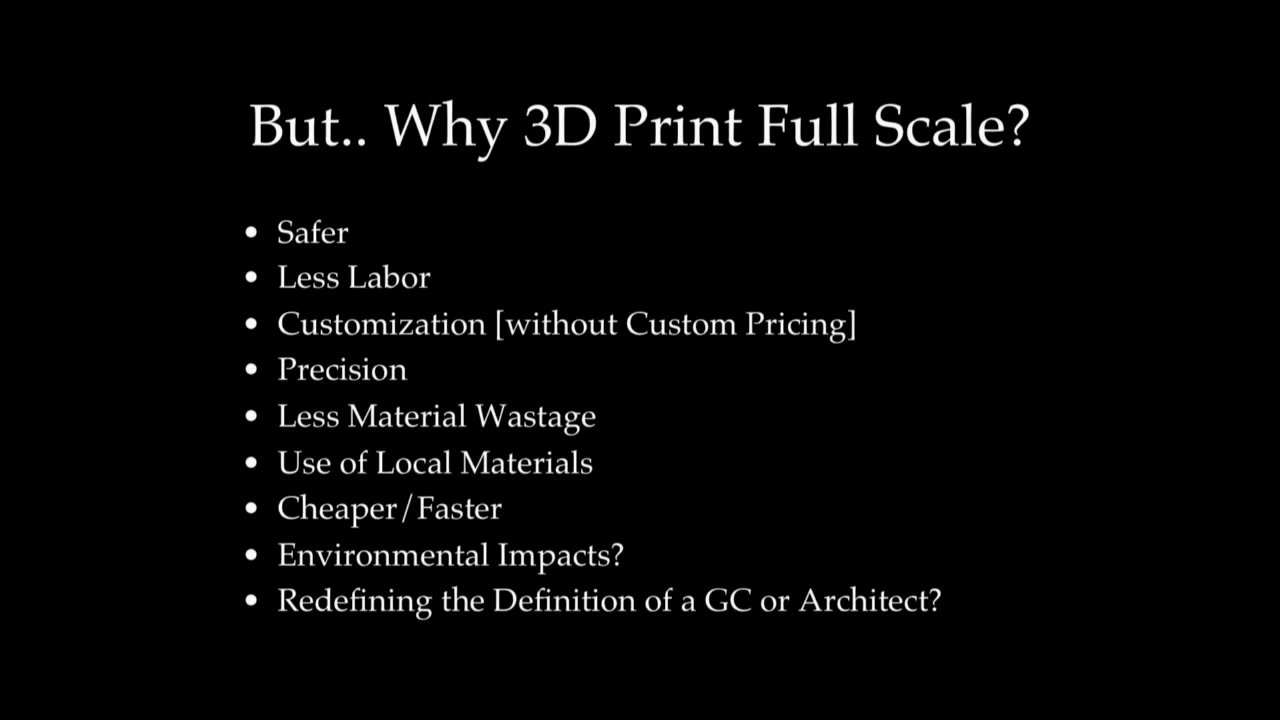 But.. Why 3D Print Full Scale?
• Safer
• Less Labor
• Customization [without Custom Pricing]
• Precision
• Less Material Wastage
• Use of Local Materials
• Cheaper/Faster
• Environmental Impacts?
• Redefining the Definition of a GC or Architect?